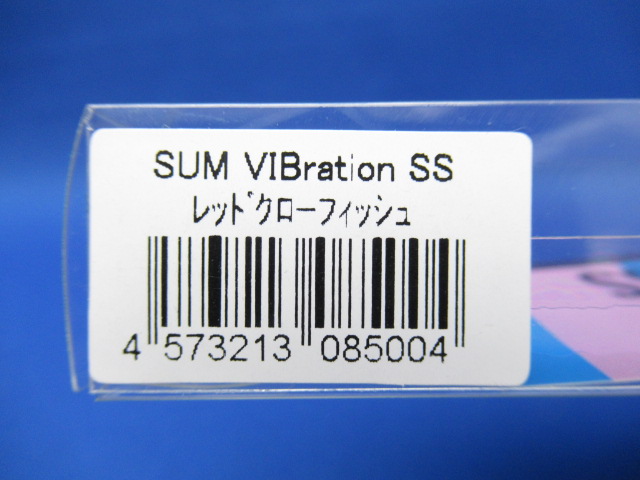 SUM VIBration SS
ﾚｯﾄﾞｸﾛｰﾌｨｯｼｭ
4 573213 085004